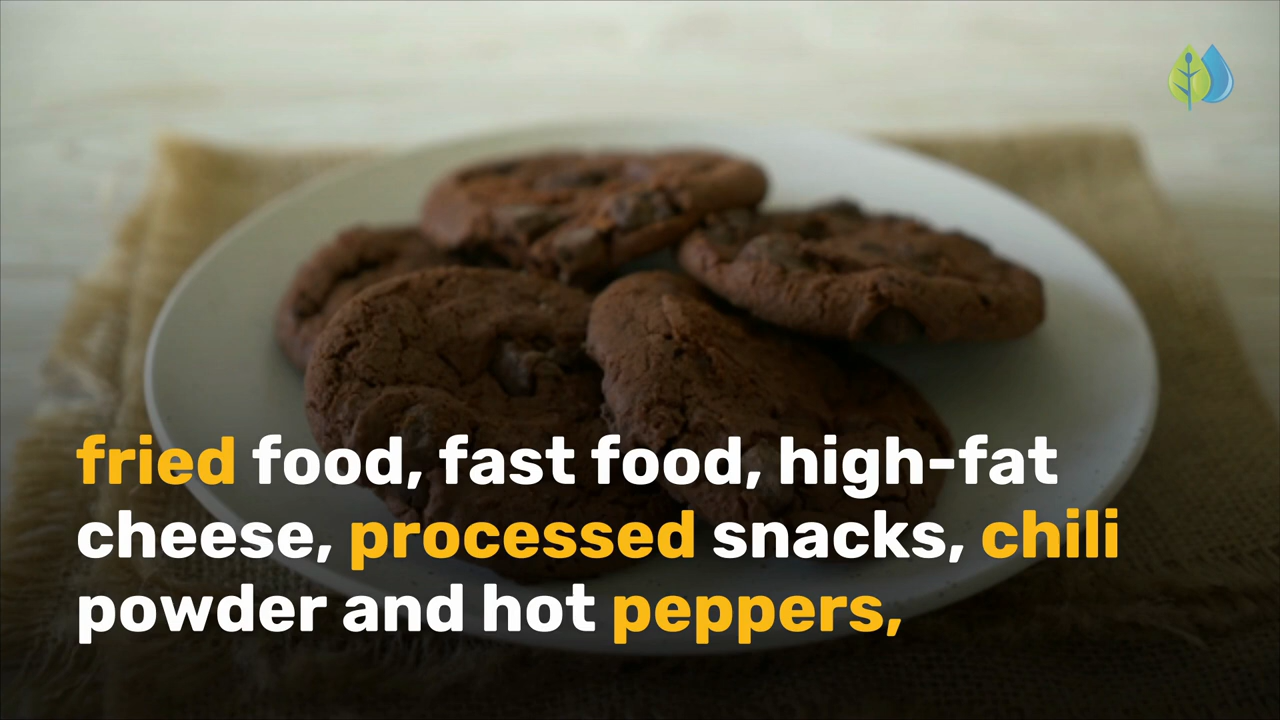 fried food, fast food, high-fat
cheese, processed snacks, chili
powder and hot peppers,